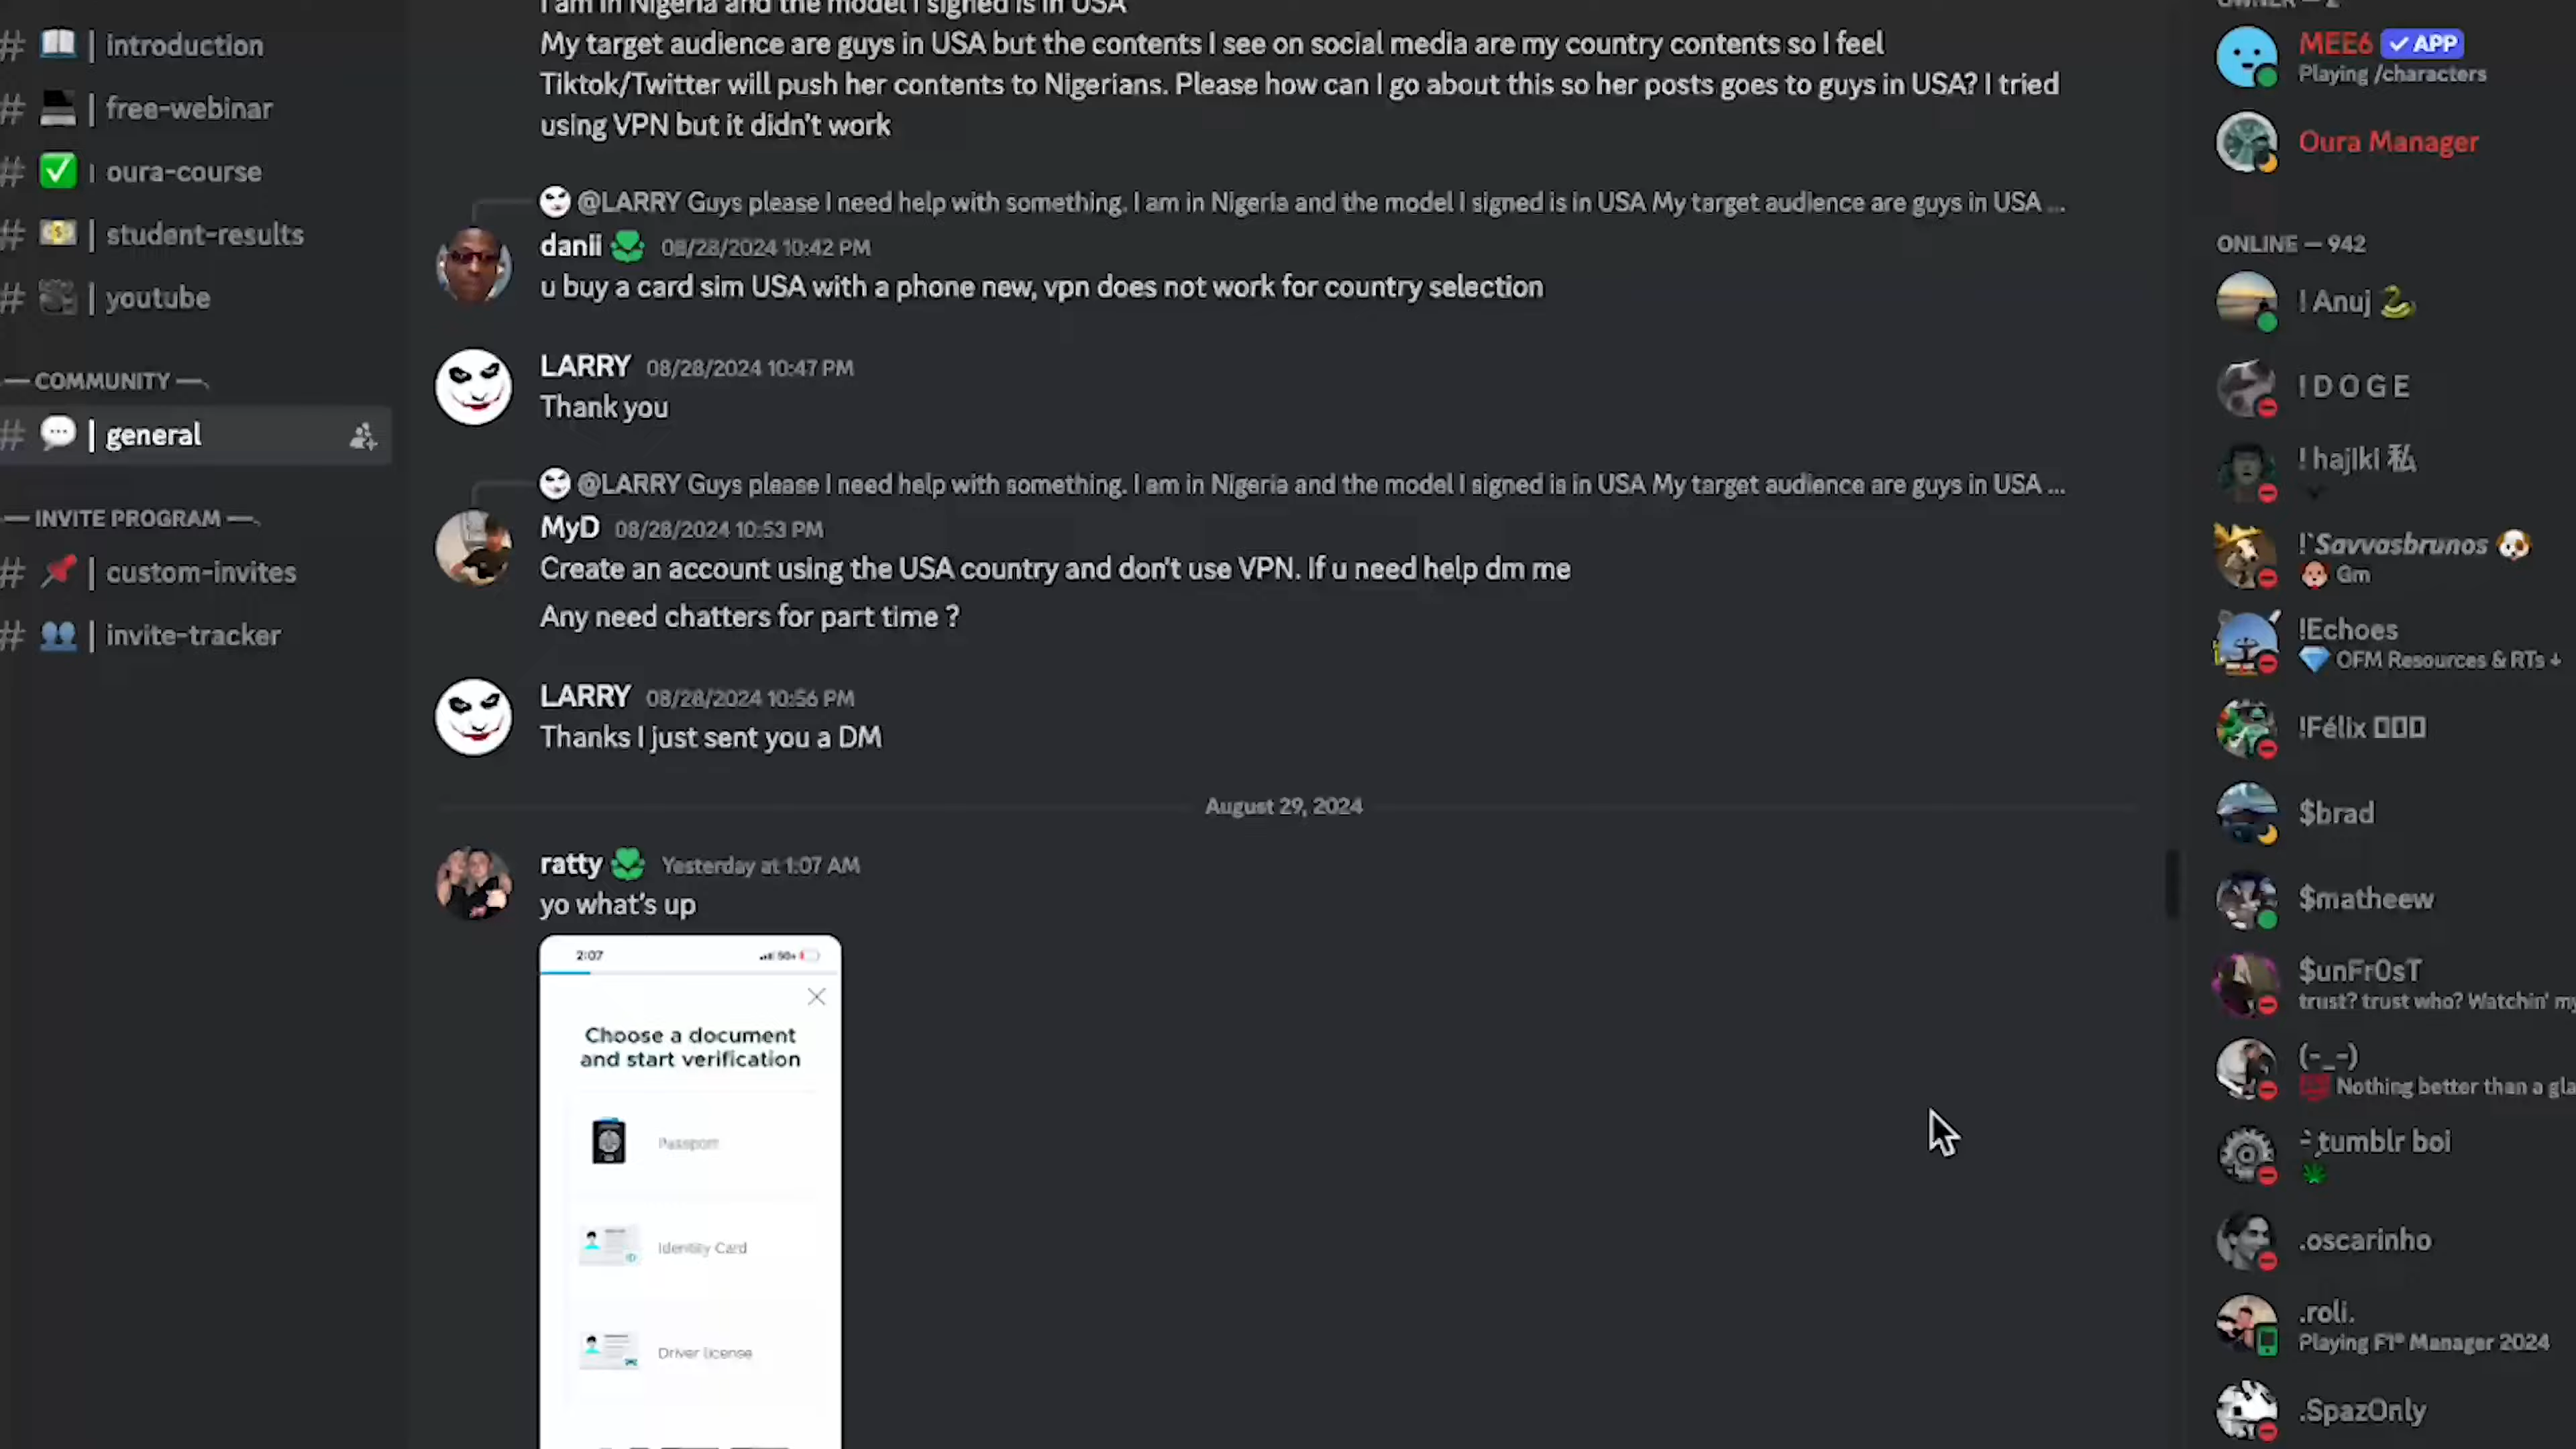 # | introduction
# | free-webinar
# | oura-course
# | student-results
# | youtube
— COMMUNITY —
# | general
— INVITE PROGRAM —
# | custom-invites
# | invite-tracker
I am in Nigeria and the model I signed is in USA
My target audience are guys in USA but the contents I see on social media are my country contents so I feel
Tiktok/Twitter will push her contents to Nigerians. Please how can I go about this so her posts goes to guys in USA? I tried
using VPN but it didn't work
@LARRY Guys please I need help with something. I am in Nigeria and the model I signed is in USA My target audience are guys in USA ...
danii 08/28/2024 10:42 PM
u buy a card sim USA with a phone new, vpn does not work for country selection
LARRY 08/28/2024 10:47 PM
Thank you
@LARRY Guys please I need help with something. I am in Nigeria and the model I signed is in USA My target audience are guys in USA ...
MyD 08/28/2024 10:53 PM
Create an account using the USA country and don't use VPN. If u need help dm me
Any need chatters for part time ?
LARRY 08/28/2024 10:56 PM
Thanks I just sent you a DM
August 29, 2024
ratty Yesterday at 1:07 AM
yo what's up
2:07
Choose a document
and start verification
Passport
Identity Card
Driver license
OWNER — 2
MEE6 ✓ APP
Playing /characters
Oura Manager
ONLINE — 942
! Anuj
! D O G E
! hajlki 私
!`Savvasbrunos
Gm
!Echoes
OFM Resources & RTs
!Félix
$brad
$matheew
$unFr0sT
trust? trust who? Watchin' my
(-_-)
Nothing better than a gla
tumblr boi
.oscarinho
.roli.
Playing F1® Manager 2024
.SpazOnly